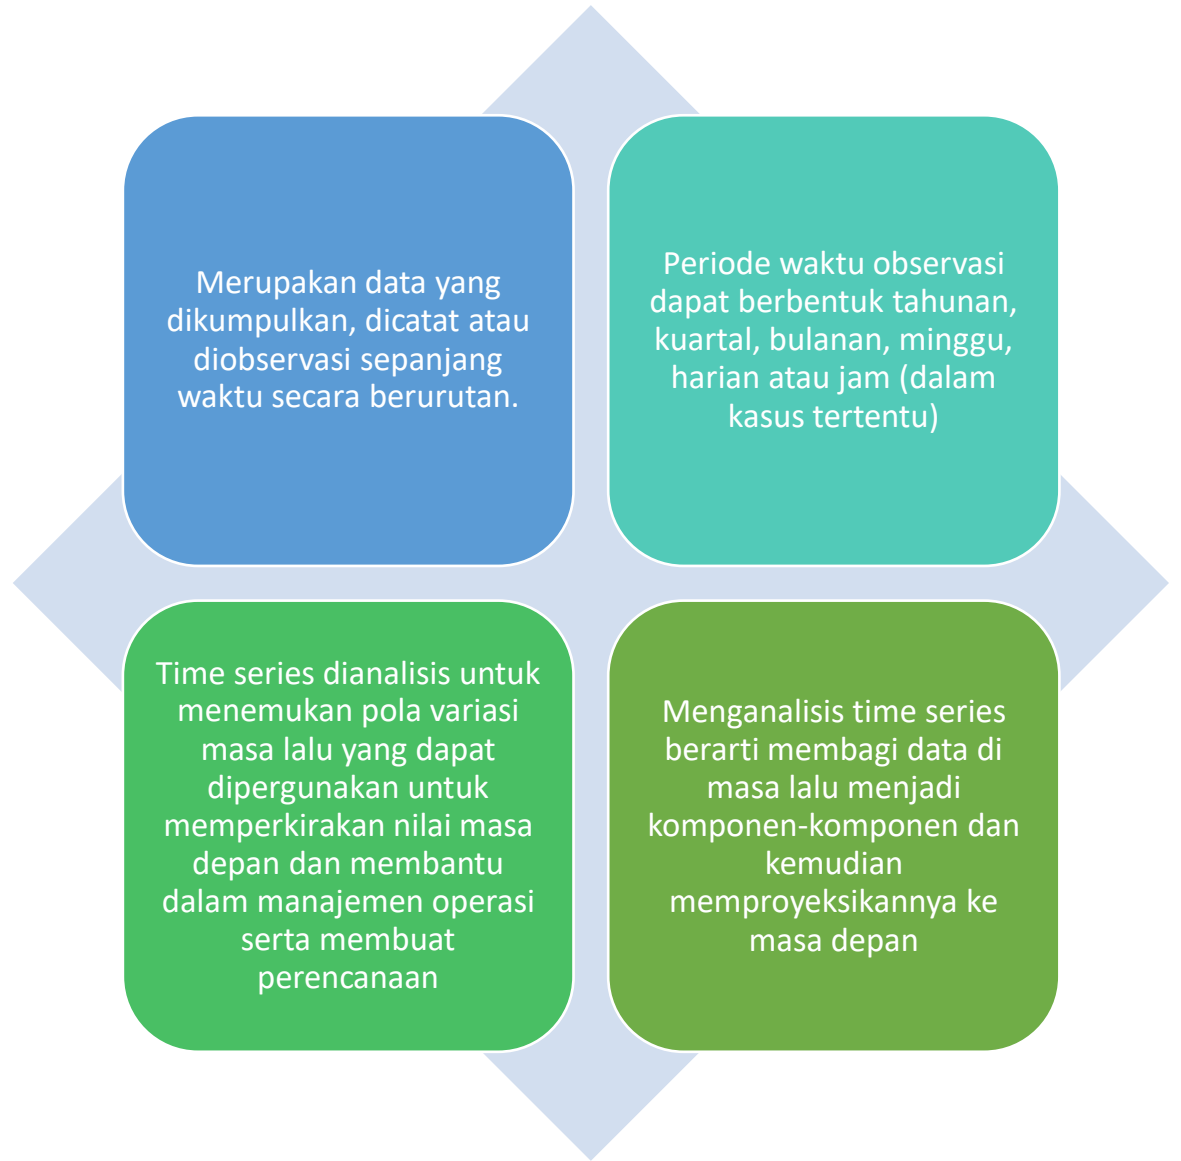 Merupakan data yang
dikumpulkan, dicatat atau
diobservasi sepanjang
waktu secara berurutan.
Periode waktu observasi
dapat berbentuk tahunan,
kuartal, bulanan, minggu,
harian atau jam (dalam
kasus tertentu)
Time series dianalisis untuk
menemukan pola variasi
masa lalu yang dapat
dipergunakan untuk
memperkirakan nilai masa
depan dan membantu
dalam manajemen operasi
serta membuat
perencanaan
Menganalisis time series
berarti membagi data di
masa lalu menjadi
komponen-komponen dan
kemudian
memproyeksikannya ke
masa depan